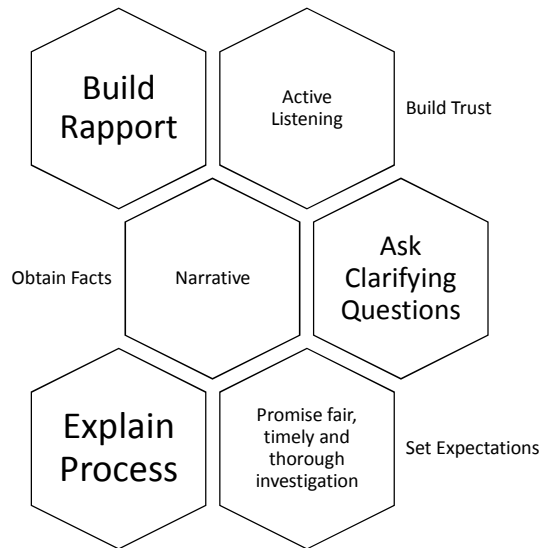 Build
Rapport
Active
Listening
Build Trust
Obtain Facts
Narrative
Ask
Clarifying
Questions
Explain
Process
Promise fair,
timely and
thorough
investigation
Set Expectations